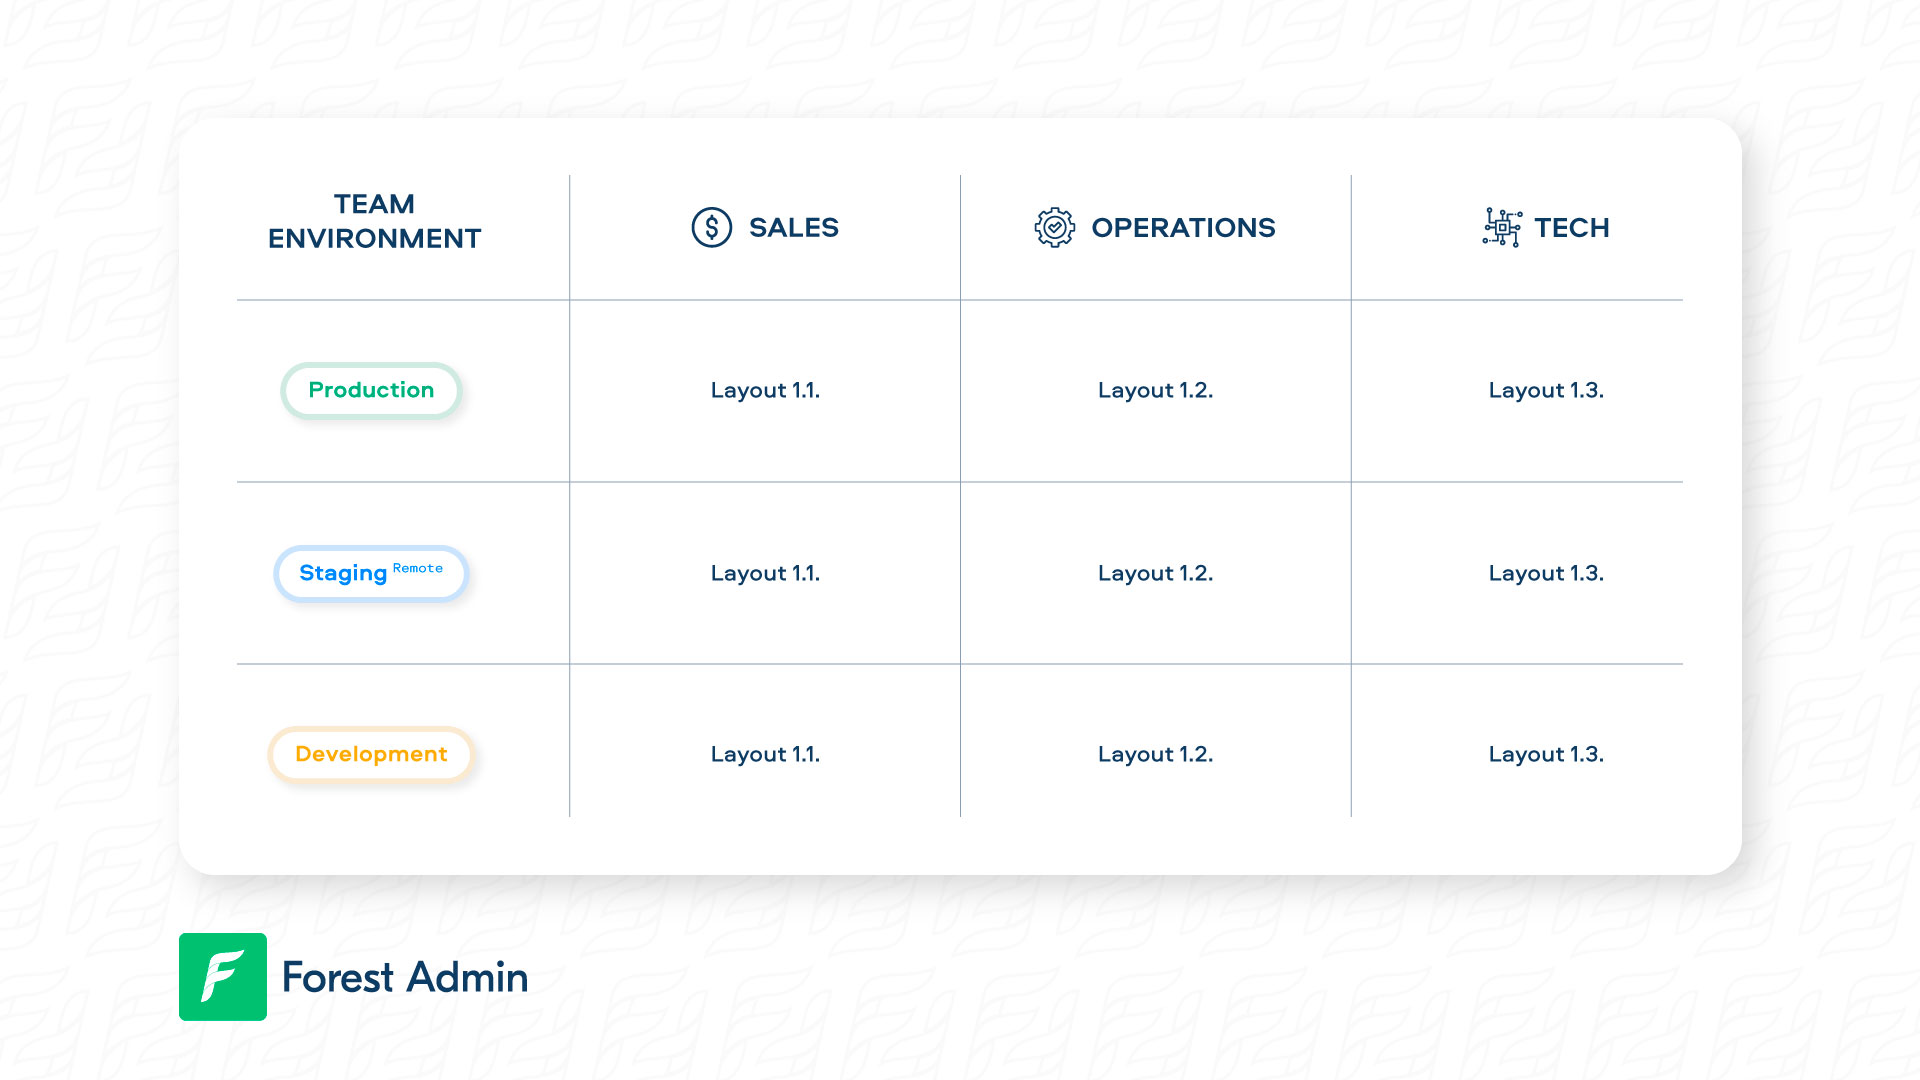 TEAM
ENVIRONMENT
SALES
OPERATIONS
TECH
Production
Layout 1.1.
Layout 1.2.
Layout 1.3.
Staging Remote
Layout 1.1.
Layout 1.2.
Layout 1.3.
Development
Layout 1.1.
Layout 1.2.
Layout 1.3.
Forest Admin